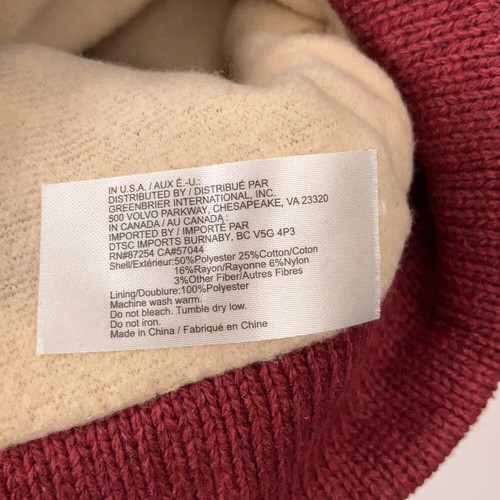 IN U.S.A. / AUX É.-U.:
DISTRIBUTED BY / DISTRIBUÉ PAR
GREENBRIER INTERNATIONAL, INC.
500 VOLVO PARKWAY, CHESAPEAKE, VA 23320
IN CANADA / AU CANADA :
IMPORTED BY / IMPORTÉ PAR
DTSC IMPORTS BURNABY, BC V5G 4P3
RN#87254 CA#57044
Shell/Extérieur:50%Polyester 25%Cotton/Coton
16%Rayon/Rayonne 6%Nylon
3%Other Fiber/Autres Fibres
Lining/Doublure:100%Polyester
Machine wash warm.
Do not bleach. Tumble dry low.
Do not iron.
Made in China / Fabriqué en Chine